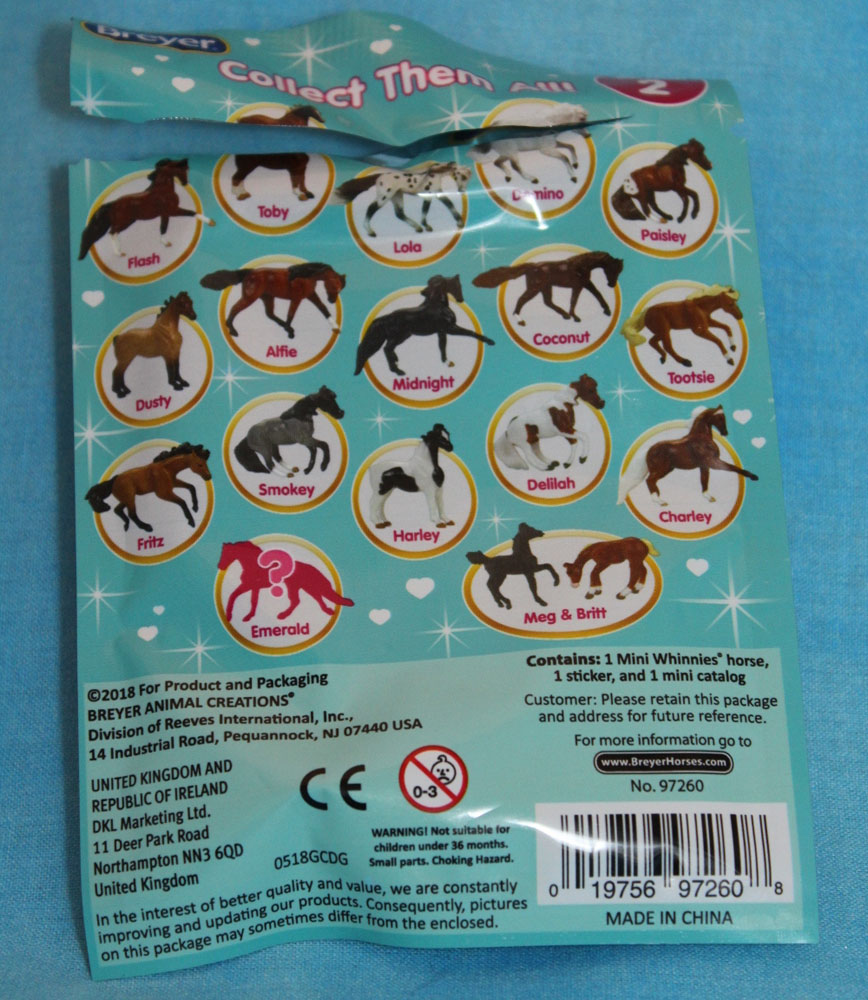 Breyer
Collect Them All!
2
Flash
Toby
Lola
Domino
Paisley
Dusty
Alfie
Midnight
Coconut
Tootsie
Fritz
Smokey
Harley
Delilah
Charley
?
Emerald
Meg & Britt
©2018 For Product and Packaging
BREYER ANIMAL CREATIONS®
Division of Reeves International, Inc.,
14 Industrial Road, Pequannock, NJ 07440 USA
UNITED KINGDOM AND
REPUBLIC OF IRELAND
DKL Marketing Ltd.
11 Deer Park Road
Northampton NN3 6QD
United Kingdom
CE
0-3
0518GCDG
WARNING! Not suitable for
children under 36 months.
Small parts. Choking Hazard.
In the interest of better quality and value, we are constantly
improving and updating our products. Consequently, pictures
on this package may sometimes differ from the enclosed.
Contains: 1 Mini Whinnies® horse,
1 sticker, and 1 mini catalog
Customer: Please retain this package
and address for future reference.
For more information go to
www.BreyerHorses.com
No. 97260
0 19756 97260 8
MADE IN CHINA